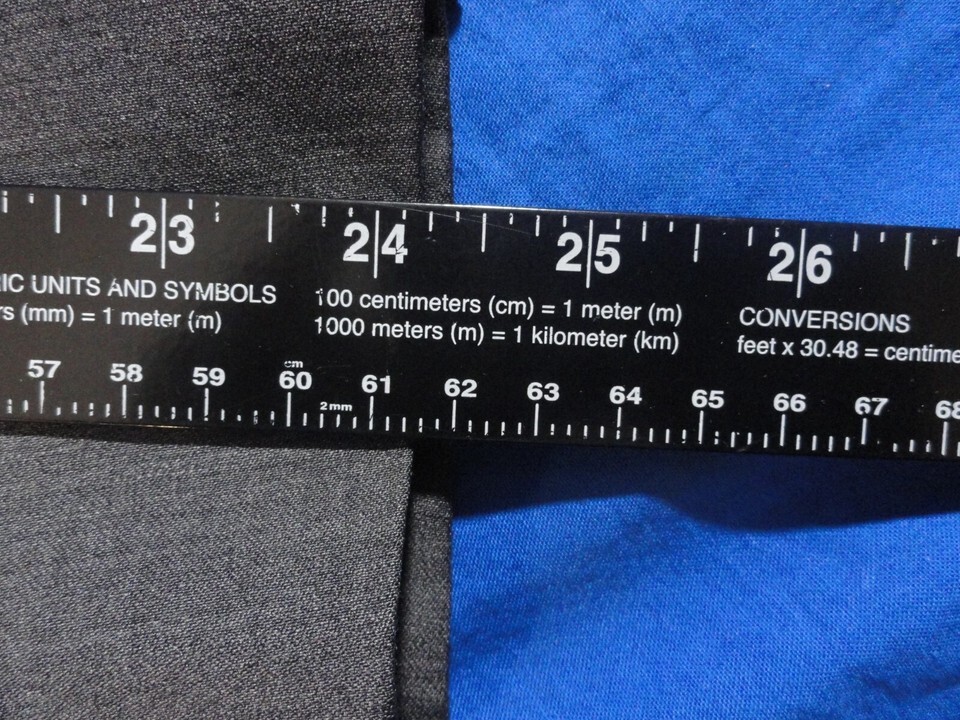 23 24 25 26
RIC UNITS AND SYMBOLS
rs (mm) = 1 meter (m)
100 centimeters (cm) = 1 meter (m)
1000 meters (m) = 1 kilometer (km)
CONVERSIONS
feet x 30.48 = centime
cm
57 58 59 60 61 62 63 64 65 66 67 68
2mm